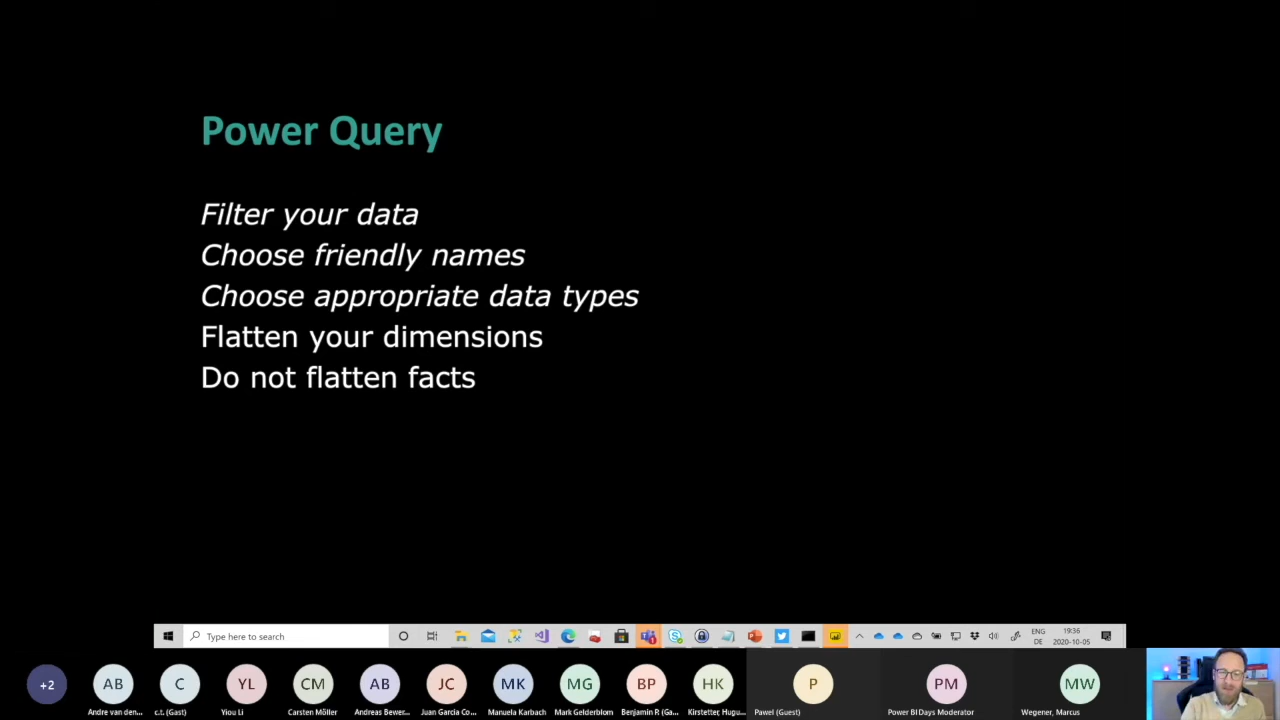 Power Query
Filter your data
Choose friendly names
Choose appropriate data types
Flatten your dimensions
Do not flatten facts
Type here to search
ENG
DE
19:36
2020-10-05
+2
AB
C
YL
CM
AB
JC
MK
MG
BP
HK
P
PM
MW
Andre van den...
c.t. (Gast)
Yiou Li
Carsten Möller
Andreas Bewer...
Juan Garcia Co...
Manuela Karbach
Mark Gelderblom
Benjamin R (Ga...
Kirstetter, Hugu...
Pawel (Guest)
Power BI Days Moderator
Wegener, Marcus